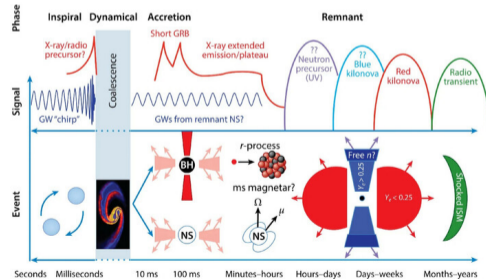 Phase
Inspiral
Dynamical
Accretion
Remnant
Signal
X-ray/radio
precursor?
GW "chirp"
Coalescence
Short GRB
X-ray extended
emission/plateau
GWs from remnant NS?
??
Neutron
precursor
(UV)
??
Blue
kilonova
Red
kilonova
Radio
transient
Event
BH
NS
r-process
ms magnetar?
Ω
μ
NS
Free n?
Ye > 0.25
Ye < 0.25
Shocked ISM
Seconds
Milliseconds
10 ms
100 ms
Minutes–hours
Hours–days
Days–weeks
Months–years